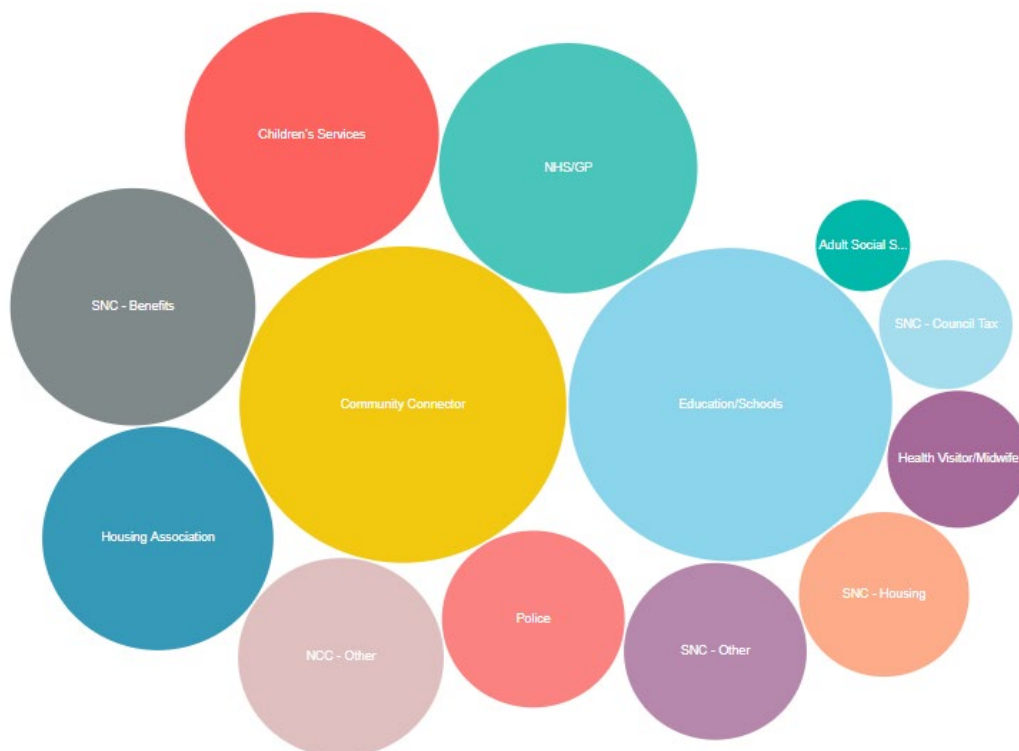 Children's Services
NHS/GP
Adult Social S...
SNC - Benefits
SNC - Council Tax
Community Connector
Education/Schools
Health Visitor/Midwife
Housing Association
SNC - Housing
Police
SNC - Other
NCC - Other